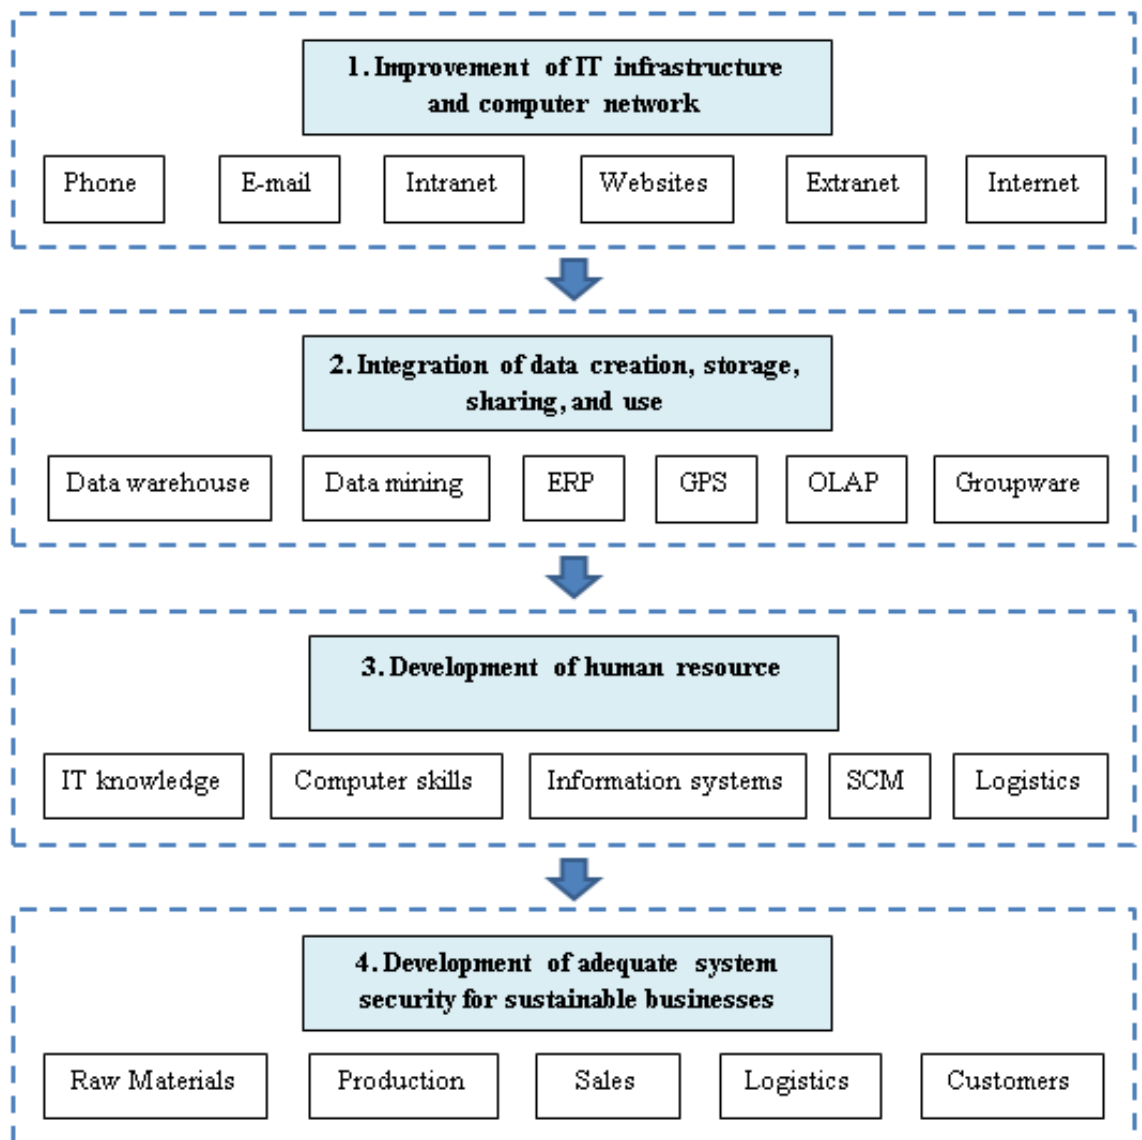 1. Improvement of IT infrastructure
and computer network
Phone
E-mail
Intranet
Websites
Extranet
Internet
2. Integration of data creation, storage,
sharing, and use
Data warehouse
Data mining
ERP
GPS
OLAP
Groupware
3. Development of human resource
IT knowledge
Computer skills
Information systems
SCM
Logistics
4. Development of adequate system
security for sustainable businesses
Raw Materials
Production
Sales
Logistics
Customers